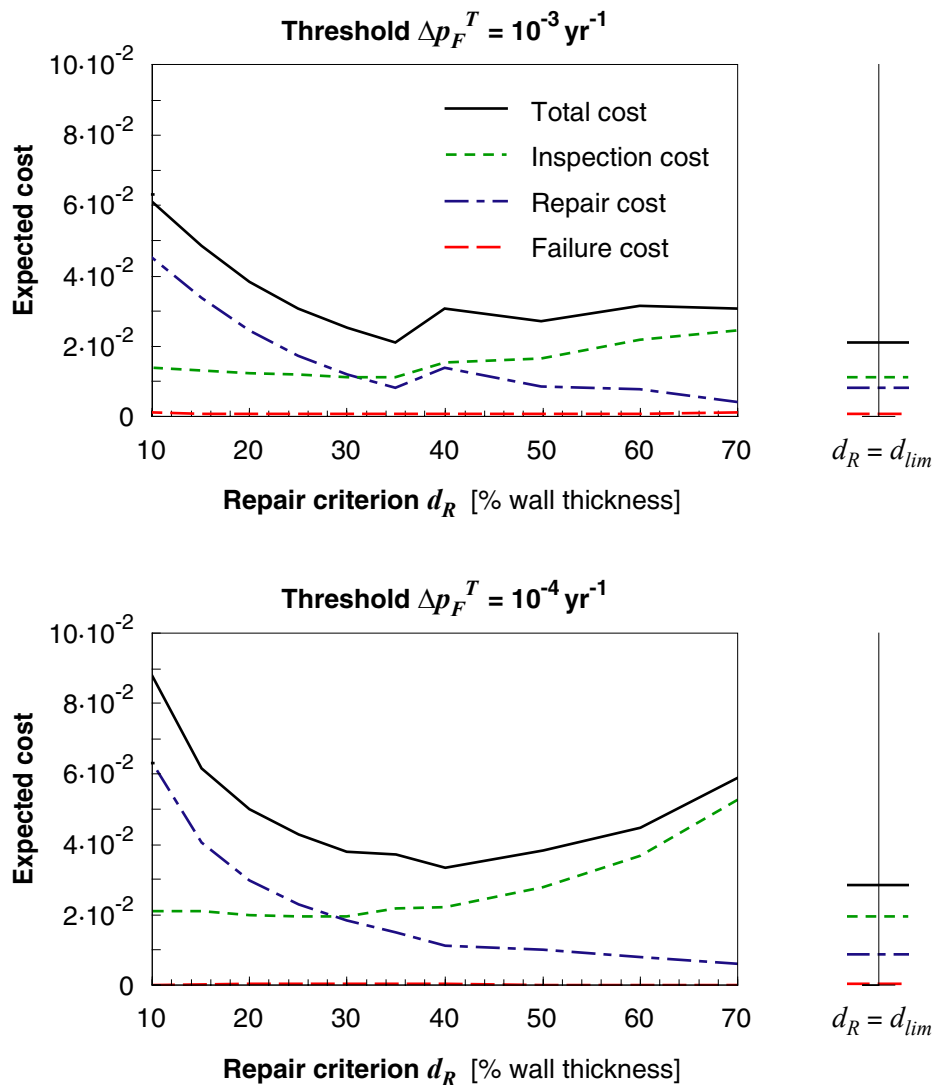 Threshold Δp_F^T = 10^-3 yr^-1
10·10^-2
8·10^-2
6·10^-2
4·10^-2
2·10^-2
0
Expected cost
Total cost
Inspection cost
Repair cost
Failure cost
10 20 30 40 50 60 70
d_R = d_lim
Repair criterion d_R [% wall thickness]
Threshold Δp_F^T = 10^-4 yr^-1
10·10^-2
8·10^-2
6·10^-2
4·10^-2
2·10^-2
0
Expected cost
10 20 30 40 50 60 70
d_R = d_lim
Repair criterion d_R [% wall thickness]